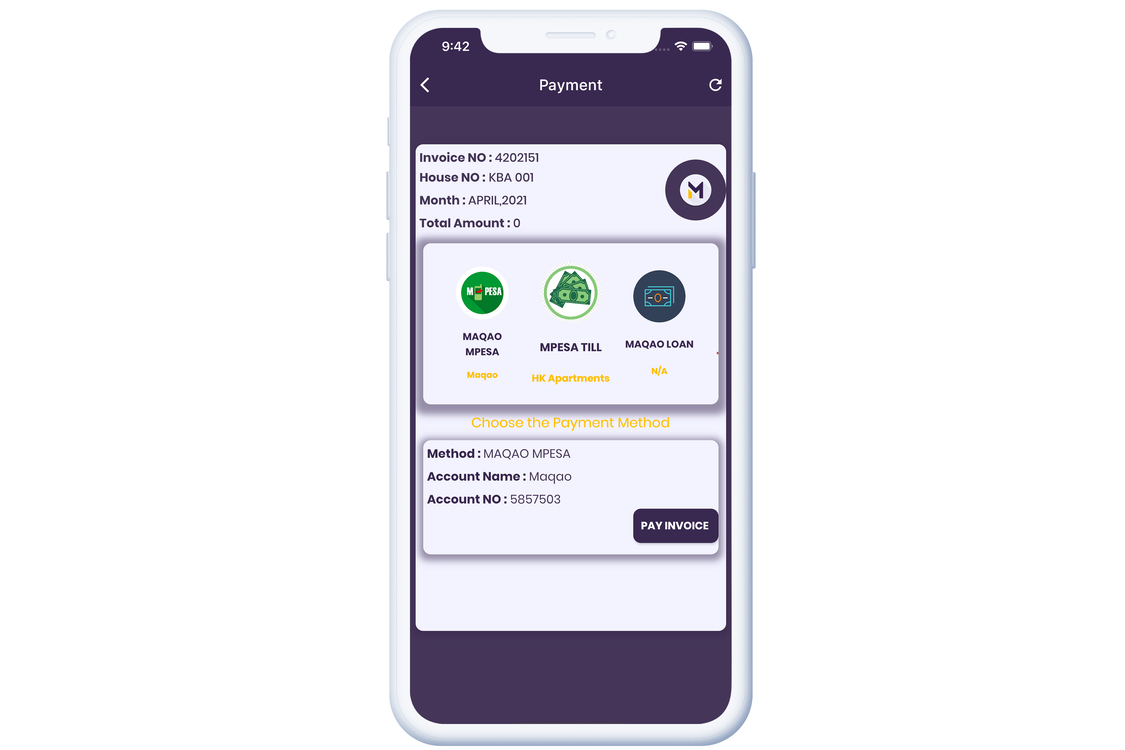 9:42
Payment
Invoice NO : 4202151
House NO : KBA 001
Month : APRIL,2021
Total Amount : 0
M PESA
MAQAO
MPESA
Maqao
MPESA TILL
HK Apartments
MAQAO LOAN
N/A
Choose the Payment Method
Method : MAQAO MPESA
Account Name : Maqao
Account NO : 5857503
PAY INVOICE